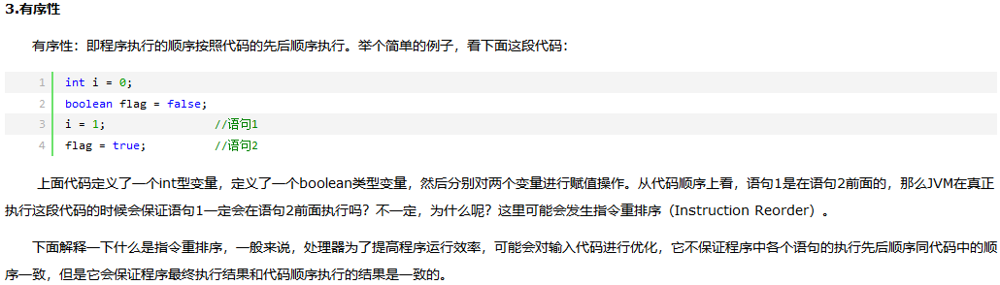 3.有序性
有序性：即程序执行的顺序按照代码的先后顺序执行。举个简单的例子，看下面这段代码：
1 int i = 0;
2 boolean flag = false;
3 i = 1; //语句1
4 flag = true; //语句2
上面代码定义了一个int型变量，定义了一个boolean类型变量，然后分别对两个变量进行赋值操作。从代码顺序上看，语句1是在语句2前面的，那么JVM在真正
执行这段代码的时候会保证语句1一定会在语句2前面执行吗？不一定，为什么呢？这里可能会发生指令重排序（Instruction Reorder）。
下面解释一下什么是指令重排序，一般来说，处理器为了提高程序运行效率，可能会对输入代码进行优化，它不保证程序中各个语句的执行先后顺序同代码中的顺
序一致，但是它会保证程序最终执行结果和代码顺序执行的结果是一致的。